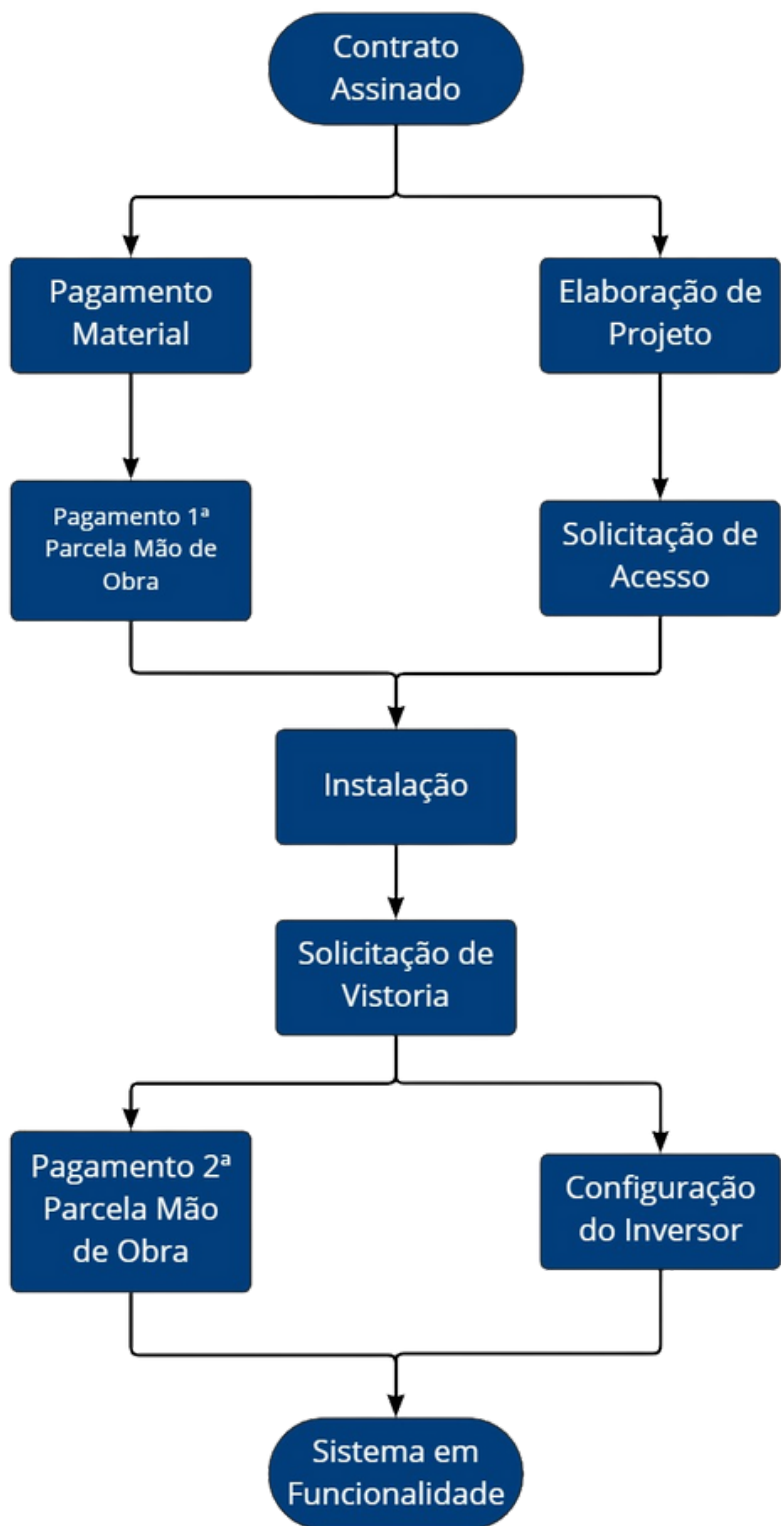 Contrato
Assinado
Pagamento
Material
Elaboração de
Projeto
Pagamento 1ª
Parcela Mão de
Obra
Solicitação de
Acesso
Instalação
Solicitação de
Vistoria
Pagamento 2ª
Parcela Mão
de Obra
Configuração
do Inversor
Sistema em
Funcionalidade